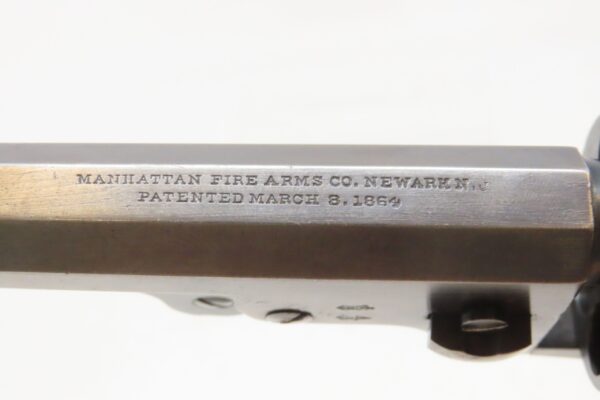 MANHATTAN FIRE ARMS CO. NEWARK N.J
PATENTED MARCH 8, 1864